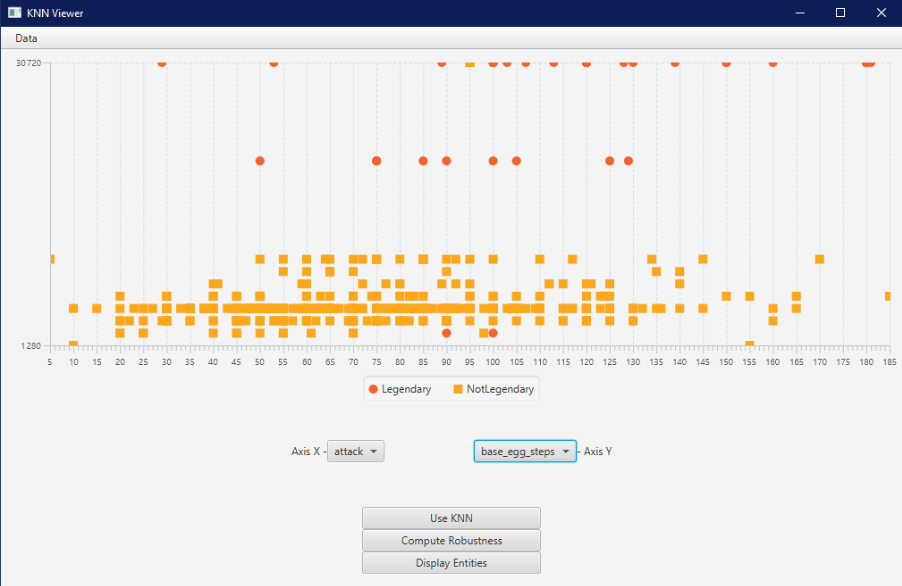 KNN Viewer
Data
30 720
1 280
5 10 15 20 25 30 35 40 45 50 55 60 65 70 75 80 85 90 95 100 105 110 115 120 125 130 135 140 145 150 155 160 165 170 175 180 185
Legendary NotLegendary
Axis X - attack base_egg_steps - Axis Y
Use KNN
Compute Robustness
Display Entities